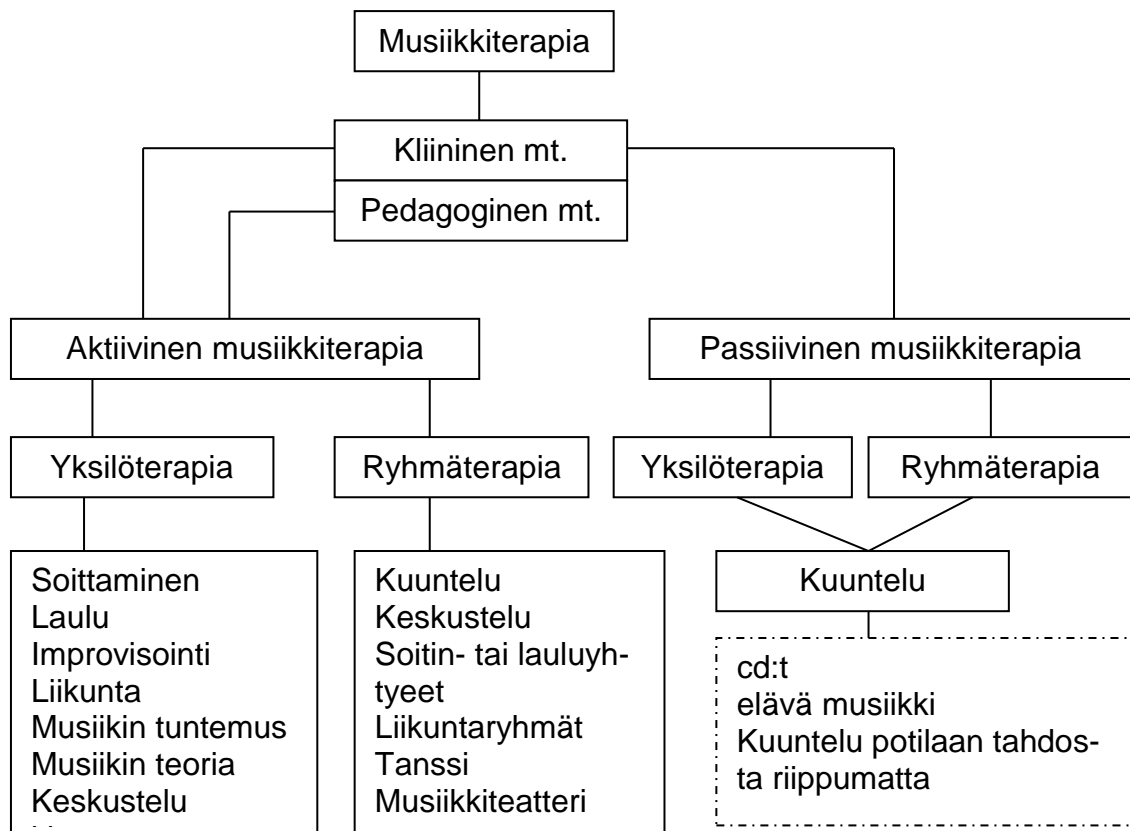 Musiikkiterapia
Kliininen mt.
Pedagoginen mt.
Aktiivinen musiikkiterapia
Passiivinen musiikkiterapia
Yksilöterapia
Ryhmäterapia
Yksilöterapia
Ryhmäterapia
Soittaminen
Laulu
Improvisointi
Liikunta
Musiikin tuntemus
Musiikin teoria
Keskustelu
Kuuntelu
Keskustelu
Soitin- tai lauluyh-
tyeet
Liikuntaryhmät
Tanssi
Musiikkiteatteri
Kuuntelu
cd:t
elävä musiikki
Kuuntelu potilaan tahdos-
ta riippumatta